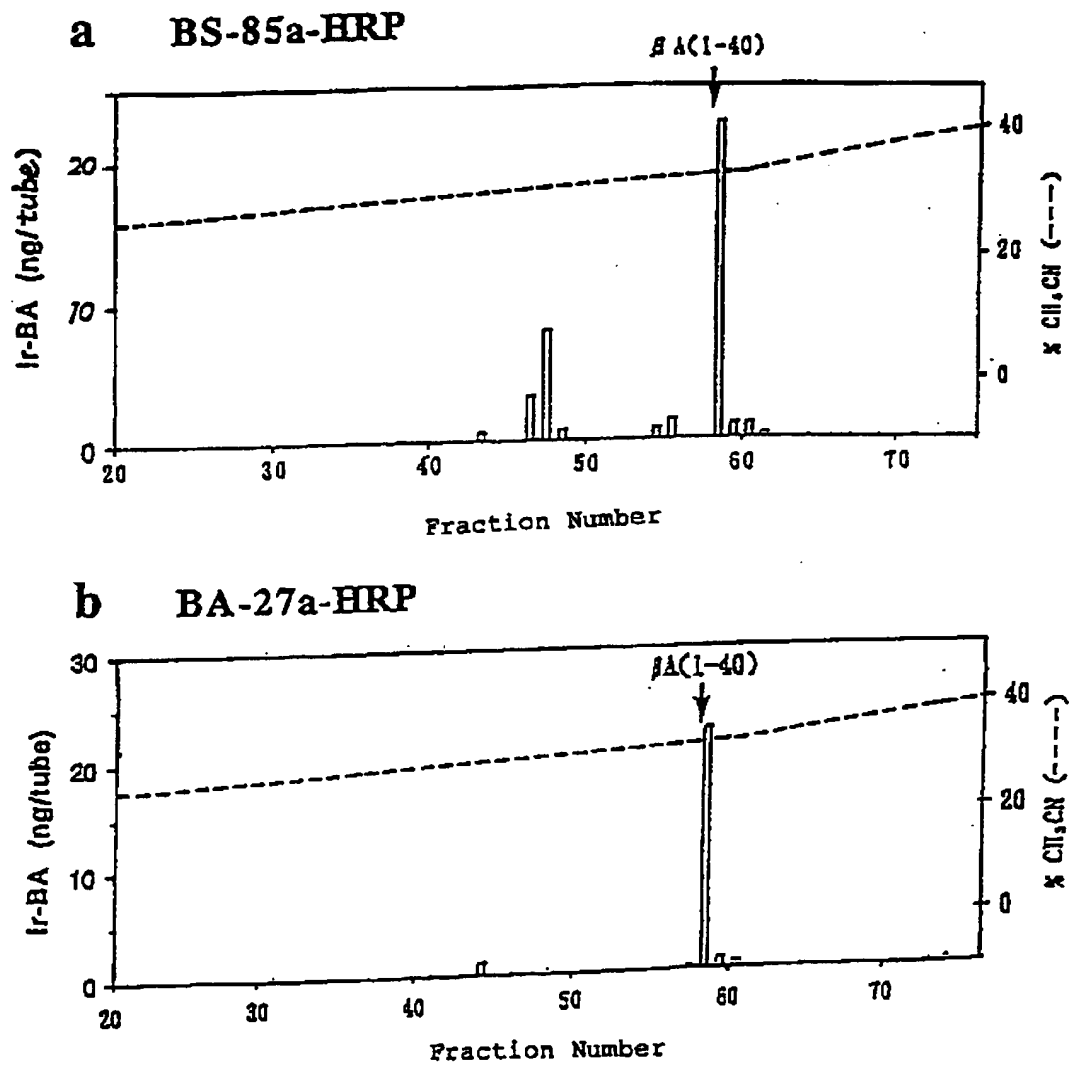 a BS-85a-HRP
β A(1-40)
Ir-BA (ng/tube)
20
10
0
40
20
0
% CH₃CN (---)
20 30 40 50 60 70
Fraction Number
b BA-27a-HRP
βA(1-40)
Ir-BA (ng/tube)
30
20
10
0
40
20
0
% CH₃CN (----)
20 30 40 50 60 70
Fraction Number